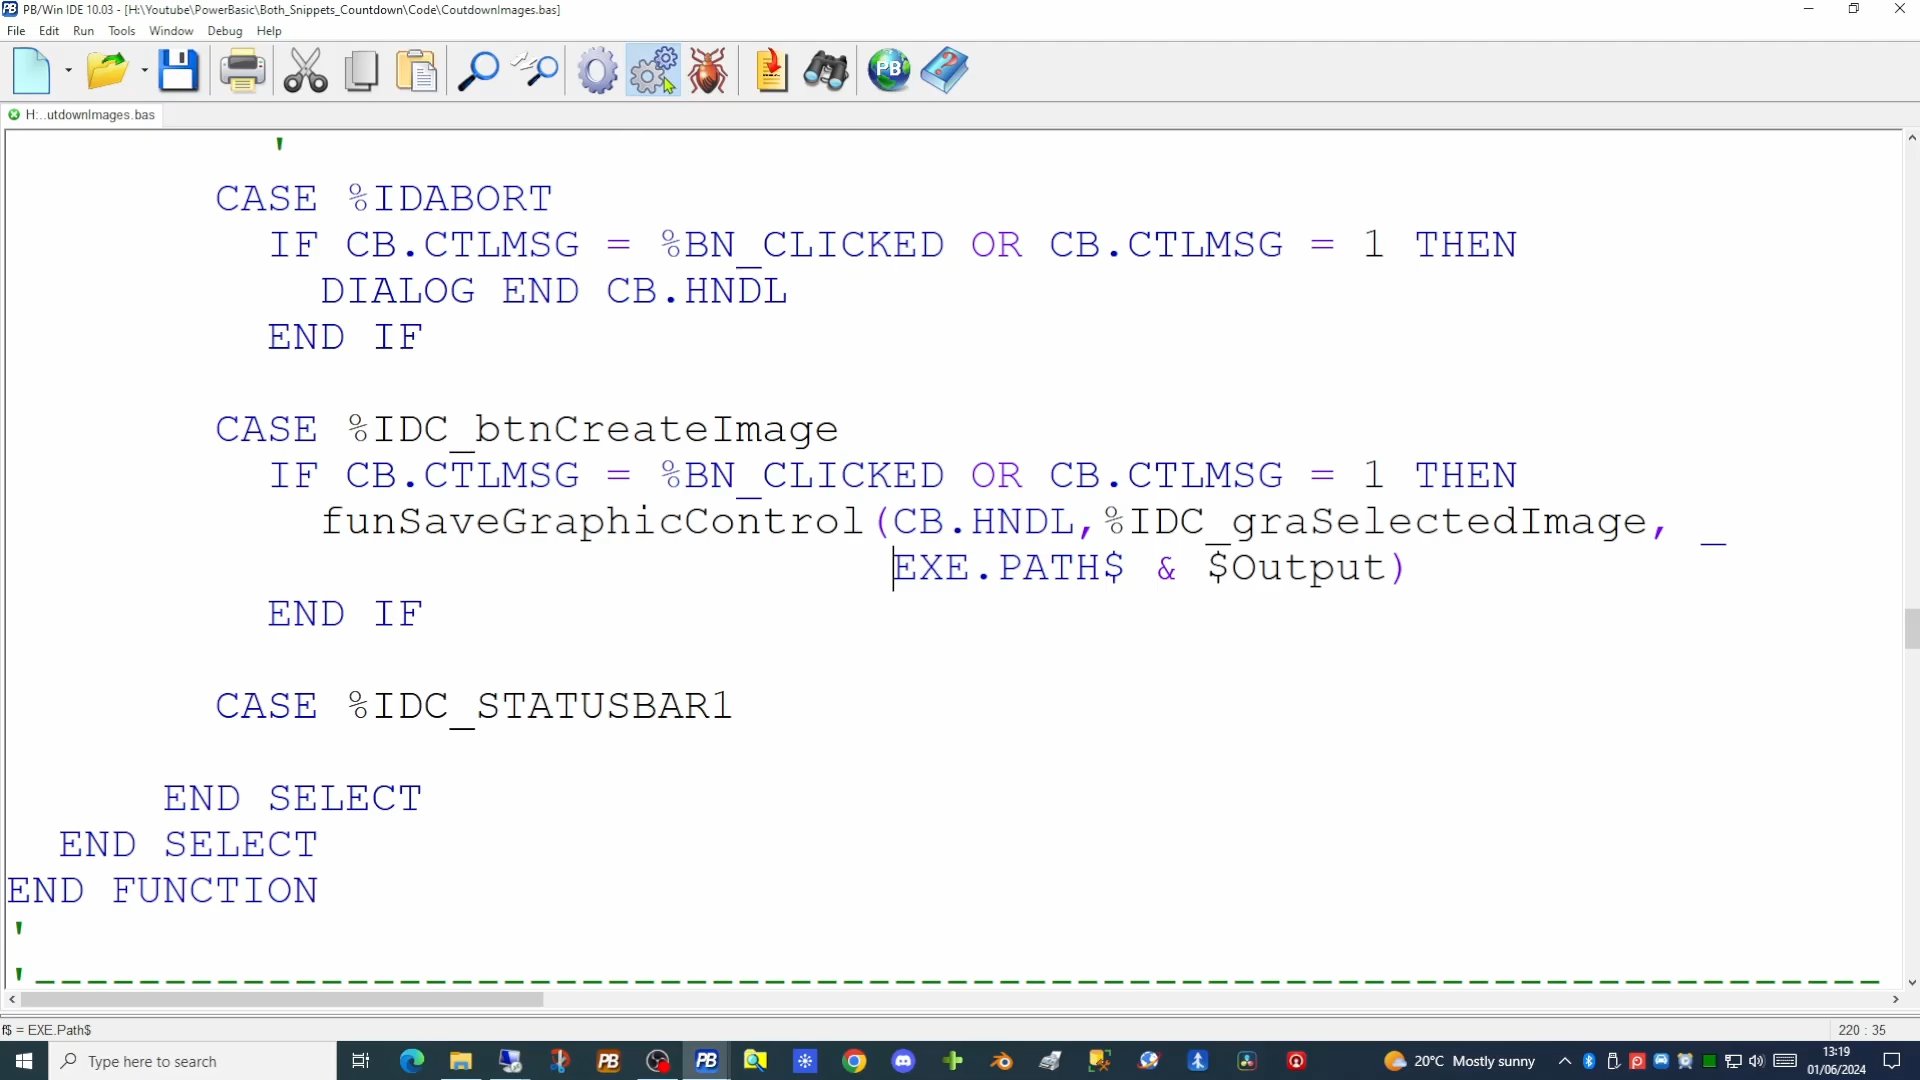 PB/Win IDE 10.03 - [H:\Youtube\PowerBasic\Both_Snippets_Countdown\Code\CoutdownImages.bas]
File Edit Run Tools Window Debug Help
PB
H:..utdownImages.bas
'
CASE %IDABORT
IF CB.CTLMSG = %BN_CLICKED OR CB.CTLMSG = 1 THEN
DIALOG END CB.HNDL
END IF
CASE %IDC_btnCreateImage
IF CB.CTLMSG = %BN_CLICKED OR CB.CTLMSG = 1 THEN
funSaveGraphicControl(CB.HNDL,%IDC_graSelectedImage, _
EXE.PATH$ & $Output)
END IF
CASE %IDC_STATUSBAR1
END SELECT
END SELECT
END FUNCTION
'
'------------------------------------------------------------------------
f$ = EXE.Path$
220 : 35
Type here to search
PB
PB
20°C Mostly sunny
13:19
01/06/2024